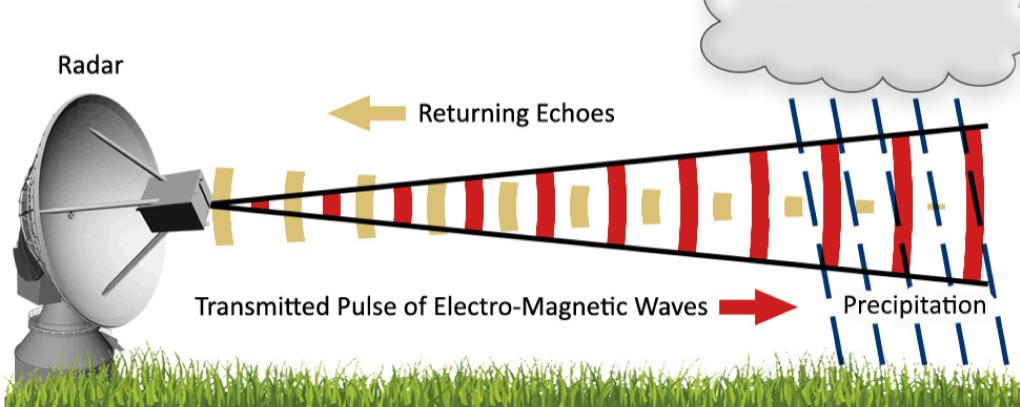 Radar
Returning Echoes
Transmitted Pulse of Electro-Magnetic Waves
Precipitation